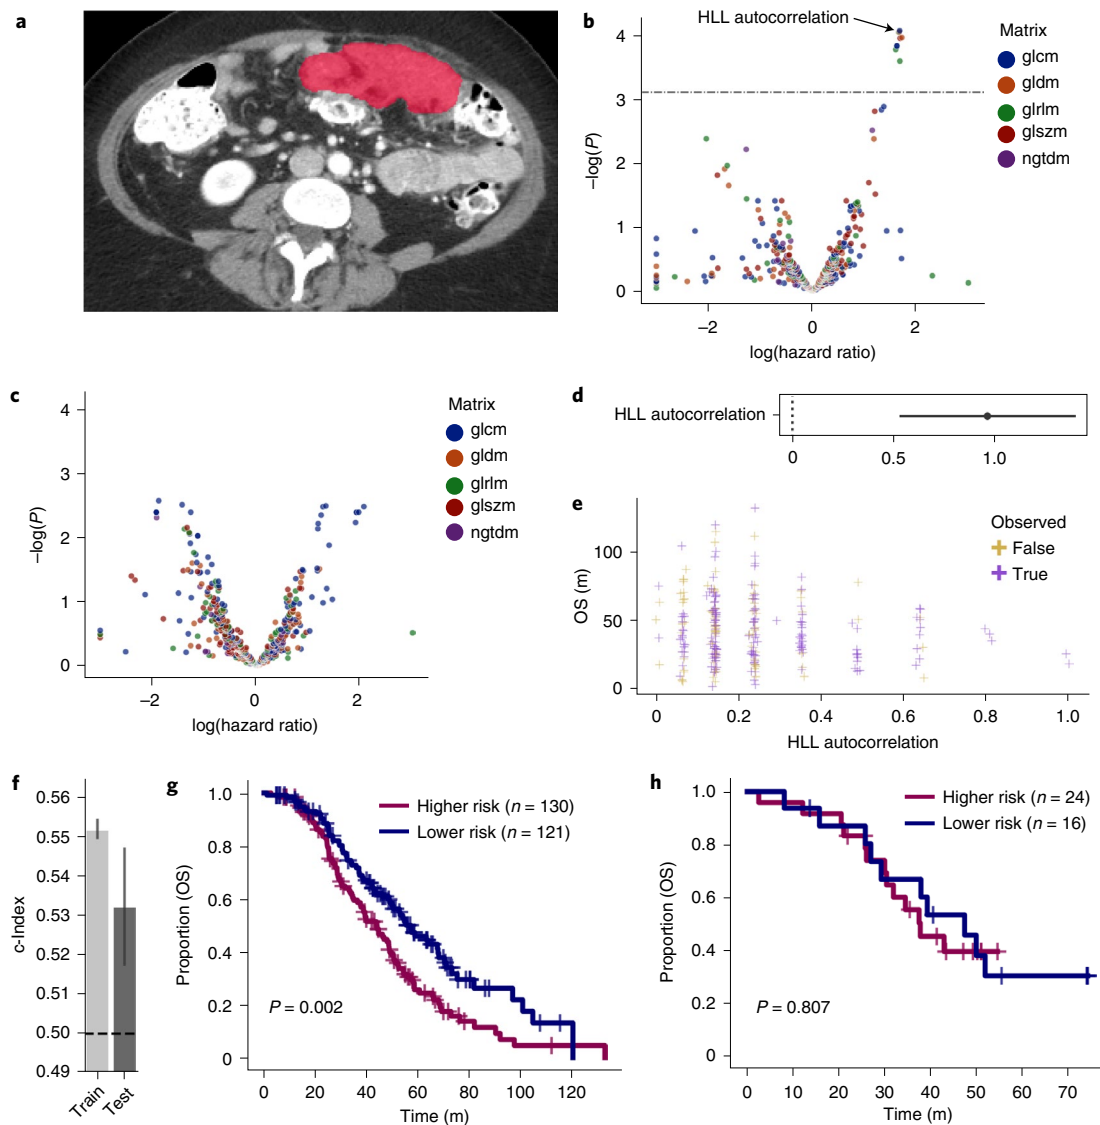 a
b
HLL autocorrelation
4
3
2
1
0
–log(P)
−2
0
2
log(hazard ratio)
Matrix
glcm
gldm
glrlm
glszm
ngtdm
c
4
3
2
1
0
–log(P)
−2
0
2
log(hazard ratio)
Matrix
glcm
gldm
glrlm
glszm
ngtdm
d
HLL autocorrelation
0
0.5
1.0
e
Observed
False
True
100
50
0
OS (m)
0
0.2
0.4
0.6
0.8
1.0
HLL autocorrelation
f
0.56
0.55
0.54
0.53
0.52
0.50
0.49
c-Index
Train
Test
g
1.0
0.8
0.6
0.4
0.2
0
Proportion (OS)
Higher risk (n = 130)
Lower risk (n = 121)
P = 0.002
0
20
40
60
80
100
120
Time (m)
h
1.0
0.8
0.6
0.4
0.2
0
Proportion (OS)
Higher risk (n = 24)
Lower risk (n = 16)
P = 0.807
0
10
20
30
40
50
60
70
Time (m)